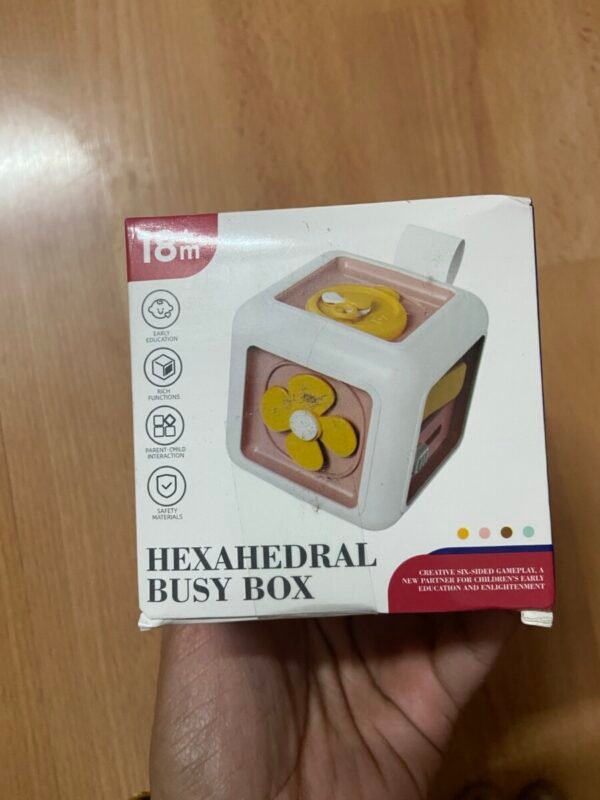 18+
m
EARLY
EDUCATION
RICH
FUNCTIONS
PARENT-CHILD
INTERACTION
SAFETY
MATERIALS
HEXAHEDRAL
BUSY BOX
CREATIVE SIX-SIDED GAMEPLAY, A
NEW PARTNER FOR CHILDREN'S EARLY
EDUCATION AND ENLIGHTENMENT